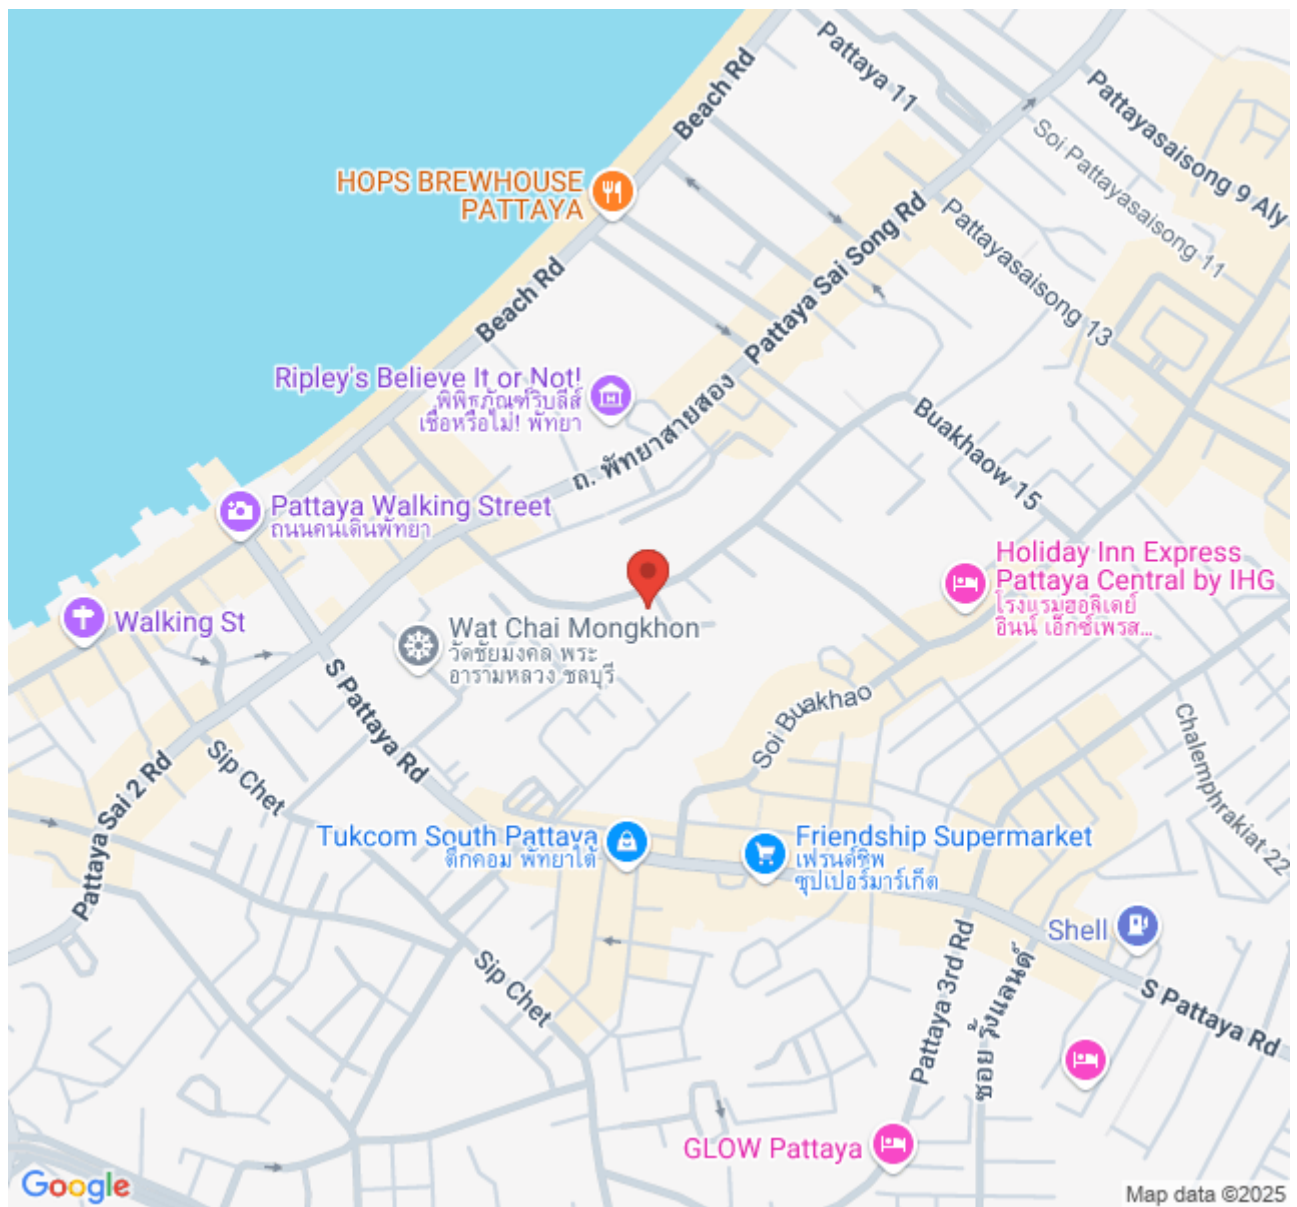 Pattaya 11
Beach Rd
Pattayasaisong 9 Aly
Soi Pattayasaisong 11
HOPS BREWHOUSE
PATTAYA
Pattayasaisong 13
Pattaya Sai Song Rd
Beach Rd
Ripley's Believe It or Not!
พิพิธภัณฑ์ริบลีส์
เชื่อหรือไม่! พัทยา
ถ. พัทยาสายสอง
Buakhaow 15
Pattaya Walking Street
ถนนคนเดินพัทยา
Holiday Inn Express
Pattaya Central by IHG
โรงแรมฮอลิเดย์
อินน์ เอ็กซ์เพรส...
Walking St
Wat Chai Mongkhon
วัดชัยมงคล พระ
อารามหลวง ชลบุรี
S Pattaya Rd
Soi Buakhao
Chalemphrakiat 22
Sip Chet
Pattaya Sai 2 Rd
Tukcom South Pattaya
ตึกคอม พัทยาใต้
Friendship Supermarket
เฟรนด์ชิพ
ซุปเปอร์มาร์เก็ต
Shell
Sip Chet
Pattaya 3rd Rd
ซอย วู้ดแลนด์
S Pattaya Rd
GLOW Pattaya
Google
Map data ©2025